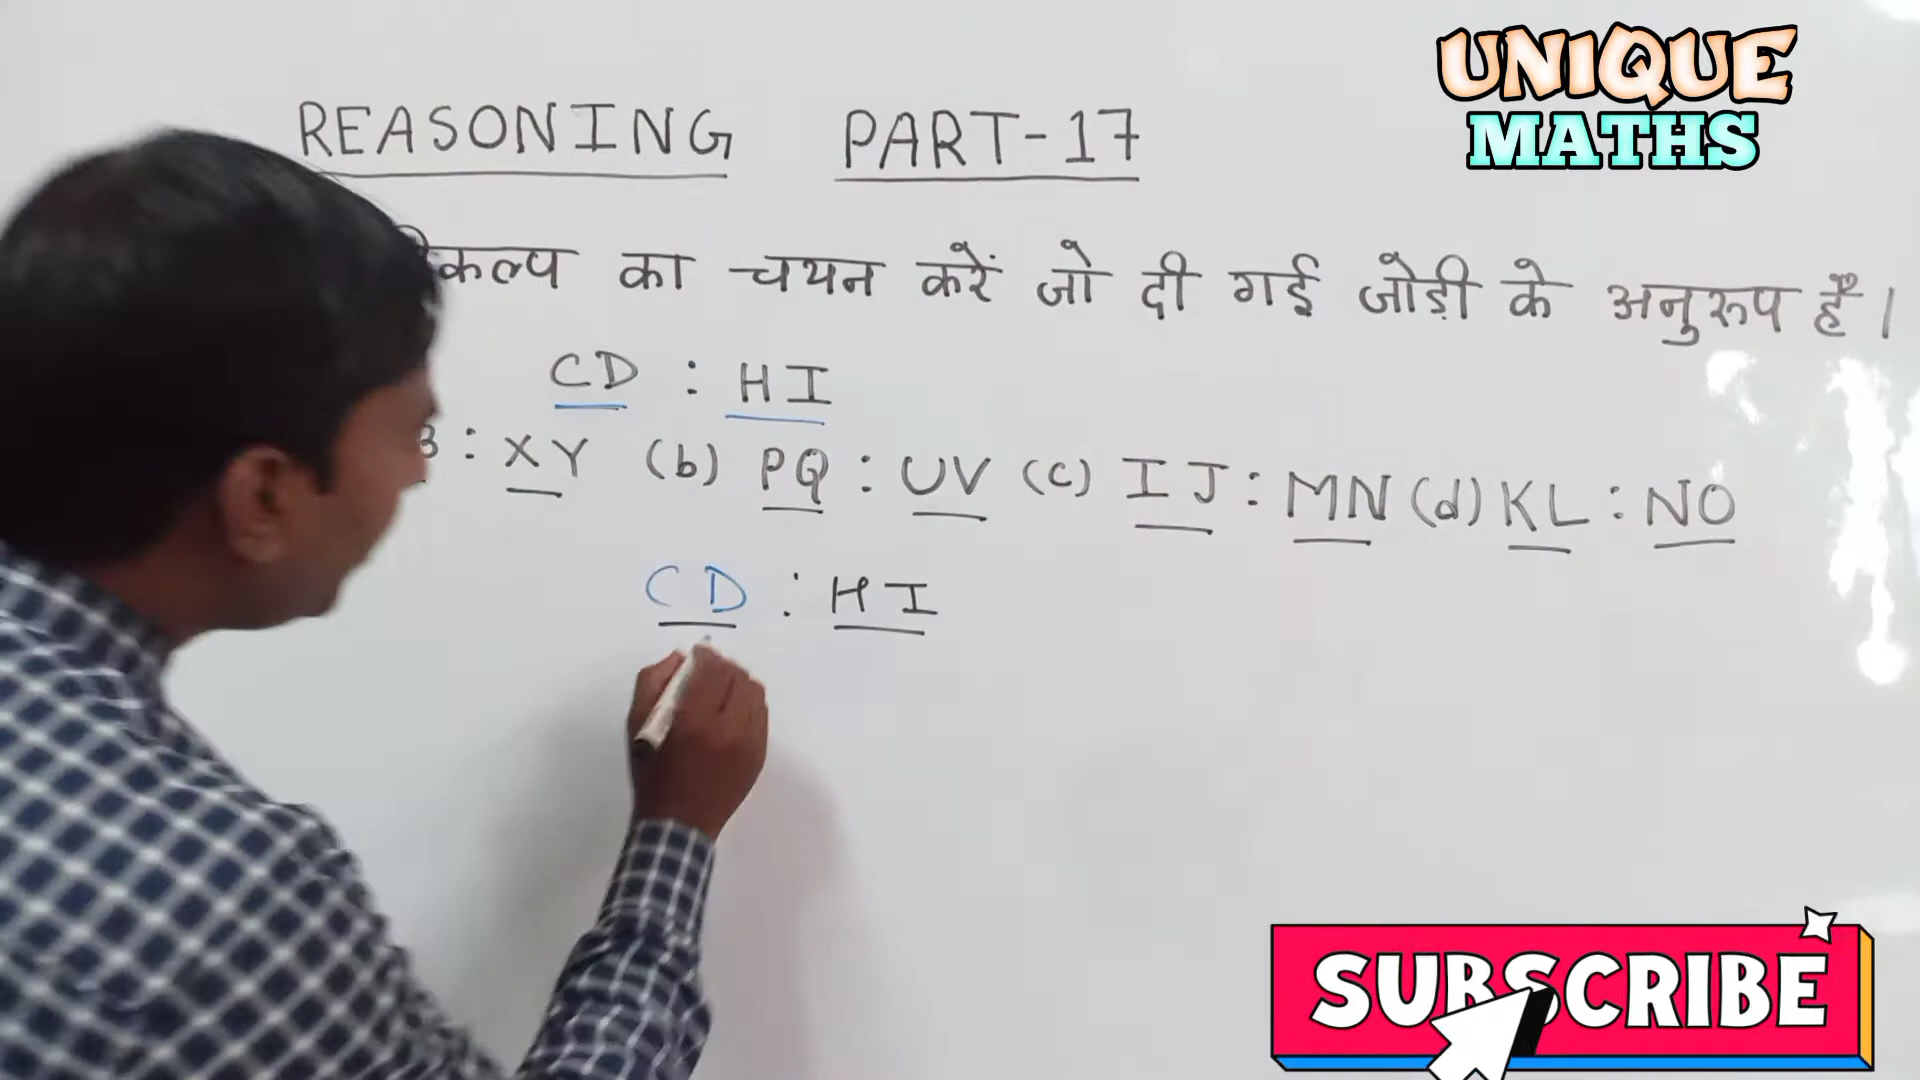 UNIQUE
MATHS
REASONING PART-17
का चयन करें जो दी गई जोड़ी के अनुरूप हैं।
CD : HI
: XY (b) PQ : UV (c) IJ : MN (d) KL : NO
CD : HI
SUBSCRIBE